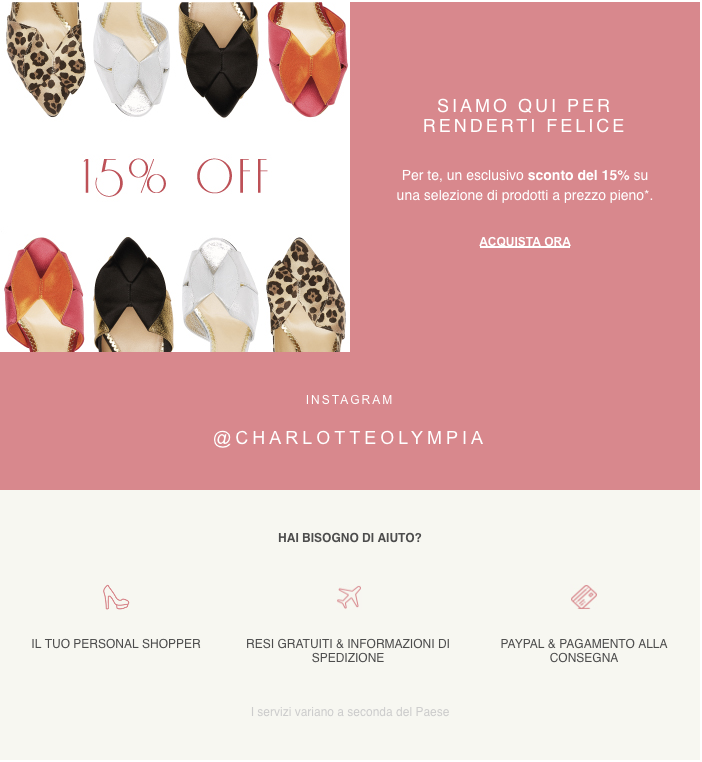 15% OFF
SIAMO QUI PER
RENDERTI FELICE
Per te, un esclusivo sconto del 15% su
una selezione di prodotti a prezzo pieno*.
ACQUISTA ORA
INSTAGRAM
@CHARLOTTEOLYMPIA
HAI BISOGNO DI AIUTO?
IL TUO PERSONAL SHOPPER
RESI GRATUITI & INFORMAZIONI DI
SPEDIZIONE
PAYPAL & PAGAMENTO ALLA
CONSEGNA
I servizi variano a seconda del Paese